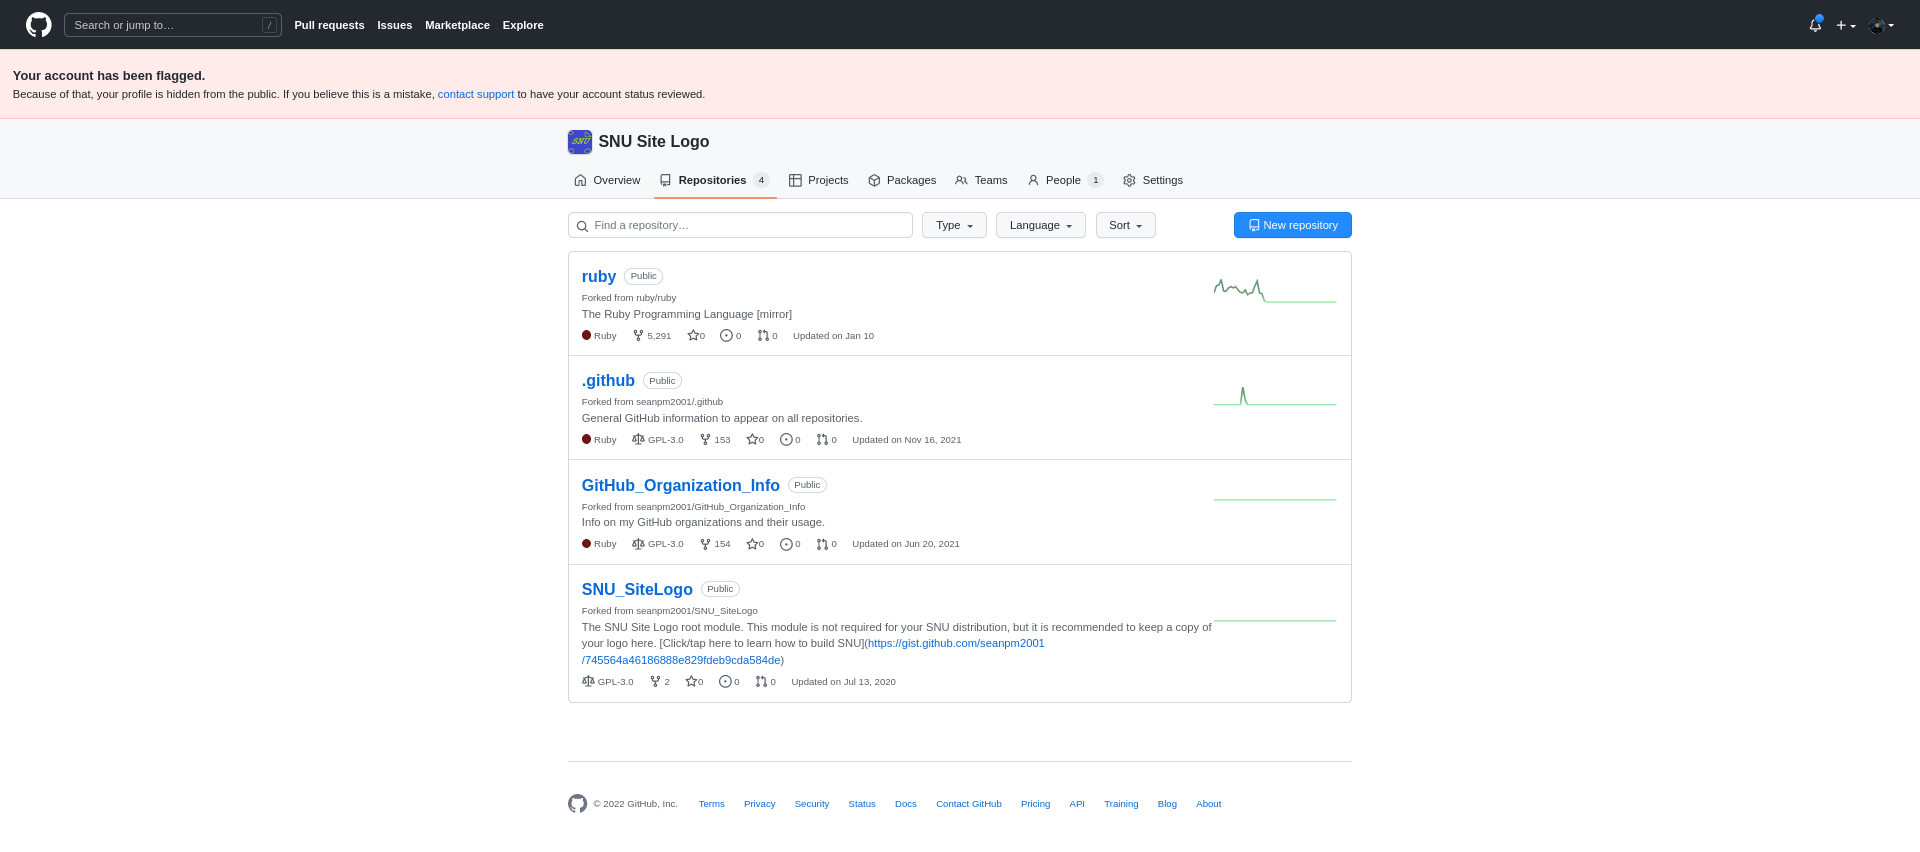 Search or jump to… /
Pull requests Issues Marketplace Explore
Your account has been flagged.
Because of that, your profile is hidden from the public. If you believe this is a mistake, contact support to have your account status reviewed.
SNU SNU Site Logo
Overview Repositories 4 Projects Packages Teams People 1 Settings
Find a repository… Type Language Sort New repository
ruby Public
Forked from ruby/ruby
The Ruby Programming Language [mirror]
Ruby 5,291 0 0 0 Updated on Jan 10
.github Public
Forked from seanpm2001/.github
General GitHub information to appear on all repositories.
Ruby GPL-3.0 153 0 0 0 Updated on Nov 16, 2021
GitHub_Organization_Info Public
Forked from seanpm2001/GitHub_Organization_Info
Info on my GitHub organizations and their usage.
Ruby GPL-3.0 154 0 0 0 Updated on Jun 20, 2021
SNU_SiteLogo Public
Forked from seanpm2001/SNU_SiteLogo
The SNU Site Logo root module. This module is not required for your SNU distribution, but it is recommended to keep a copy of
your logo here. [Click/tap here to learn how to build SNU](https://gist.github.com/seanpm2001
/745564a46186888e829fdeb9cda584de)
GPL-3.0 2 0 0 0 Updated on Jul 13, 2020
© 2022 GitHub, Inc. Terms Privacy Security Status Docs Contact GitHub Pricing API Training Blog About